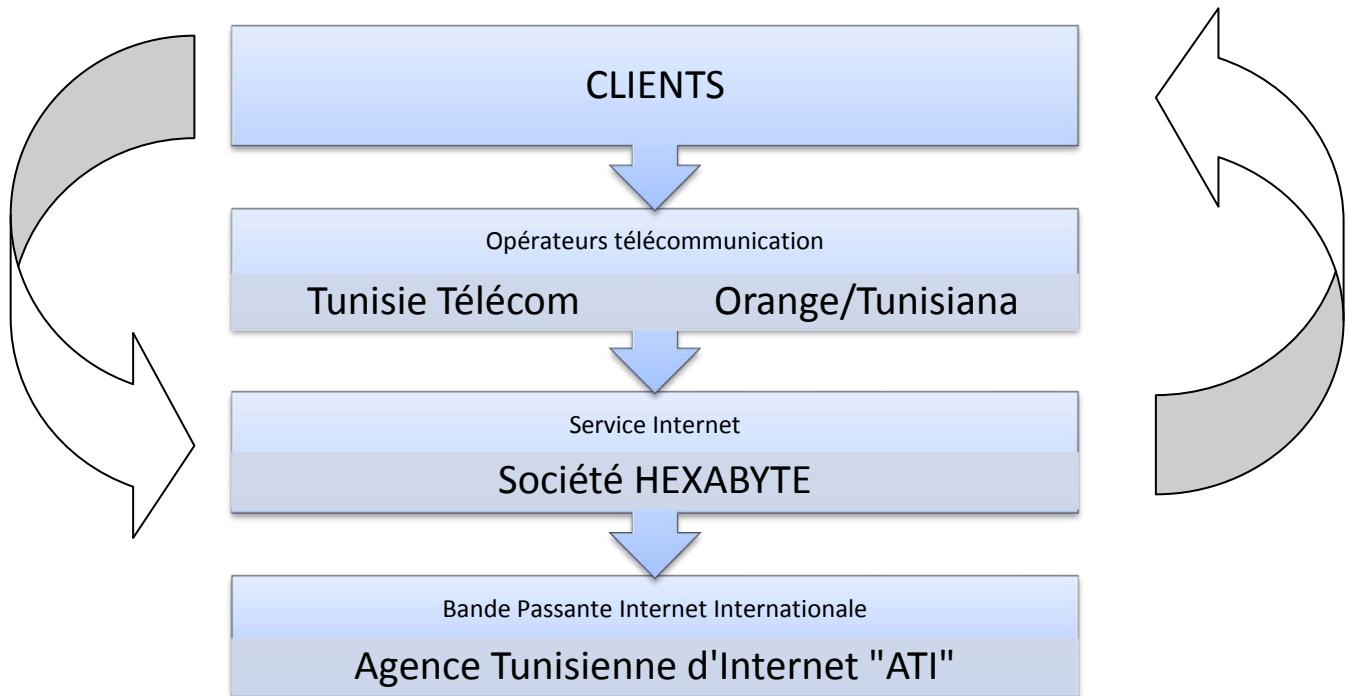 CLIENTS
Opérateurs télécommunication
Tunisie Télécom Orange/Tunisiana
Service Internet
Société HEXABYTE
Bande Passante Internet Internationale
Agence Tunisienne d'Internet "ATI"